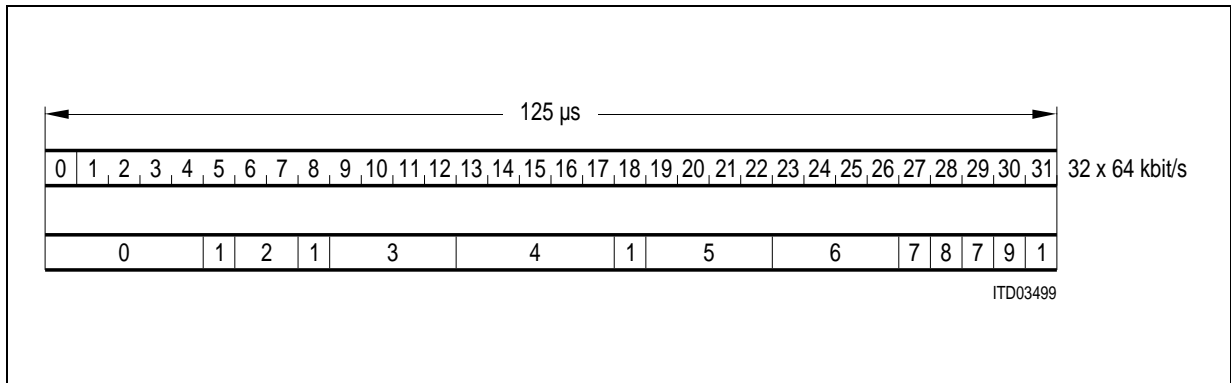 125 µs
0 1 2 3 4 5 6 7 8 9 10 11 12 13 14 15 16 17 18 19 20 21 22 23 24 25 26 27 28 29 30 31 32 x 64 kbit/s
0 1 2 1 3 4 1 5 6 7 8 7 9 1
ITD03499